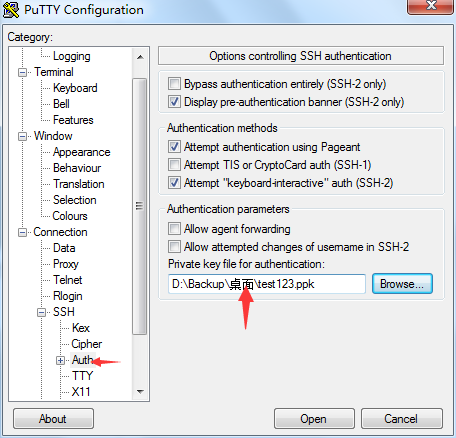 PuTTY Configuration
Category:
Logging
Terminal
Keyboard
Bell
Features
Window
Appearance
Behaviour
Translation
Selection
Colours
Connection
Data
Proxy
Telnet
Rlogin
SSH
Kex
Cipher
Auth
TTY
X11
Options controlling SSH authentication
Bypass authentication entirely (SSH-2 only)
Display pre-authentication banner (SSH-2 only)
Authentication methods
Attempt authentication using Pageant
Attempt TIS or CryptoCard auth (SSH-1)
Attempt "keyboard-interactive" auth (SSH-2)
Authentication parameters
Allow agent forwarding
Allow attempted changes of username in SSH-2
Private key file for authentication:
D:\Backup\桌面\test123.ppk
Browse...
About
Open
Cancel